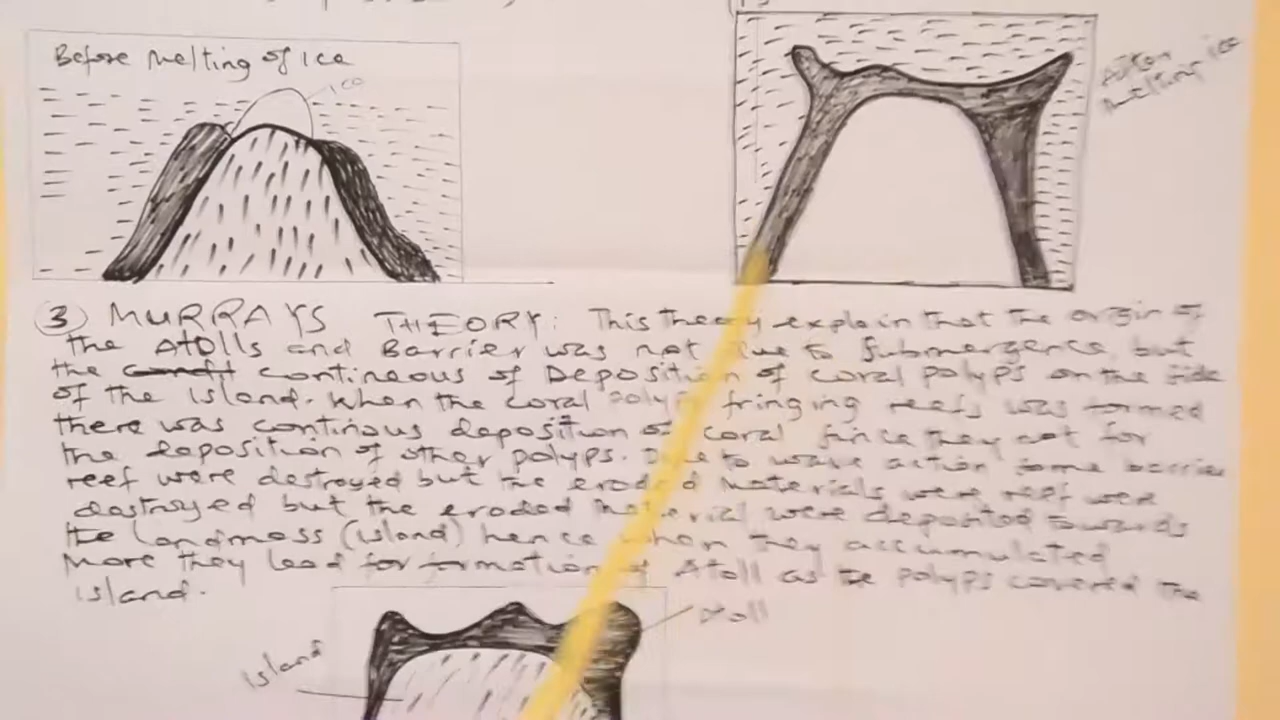 Before Melting of Ice
ice
After
melting ice
③ MURRAYS THEORY: This theory explain that the origin of
the Atolls and Barrier was not due to Submergence, but
the contineous of Deposition of coral polyps on the side
of the Island. When the coral polyps fringing reefs was formed
there was continous deposition of coral since they act for
the deposition of other polyps. Due to wave action some barrier
reef were destroyed but the eroded materials were reef were
destroyed but the eroded material were deposited towards
the landmass (island) hence when they accumulated
More they lead for formation of Atoll as the polyps covered the
island.
Atoll
Island